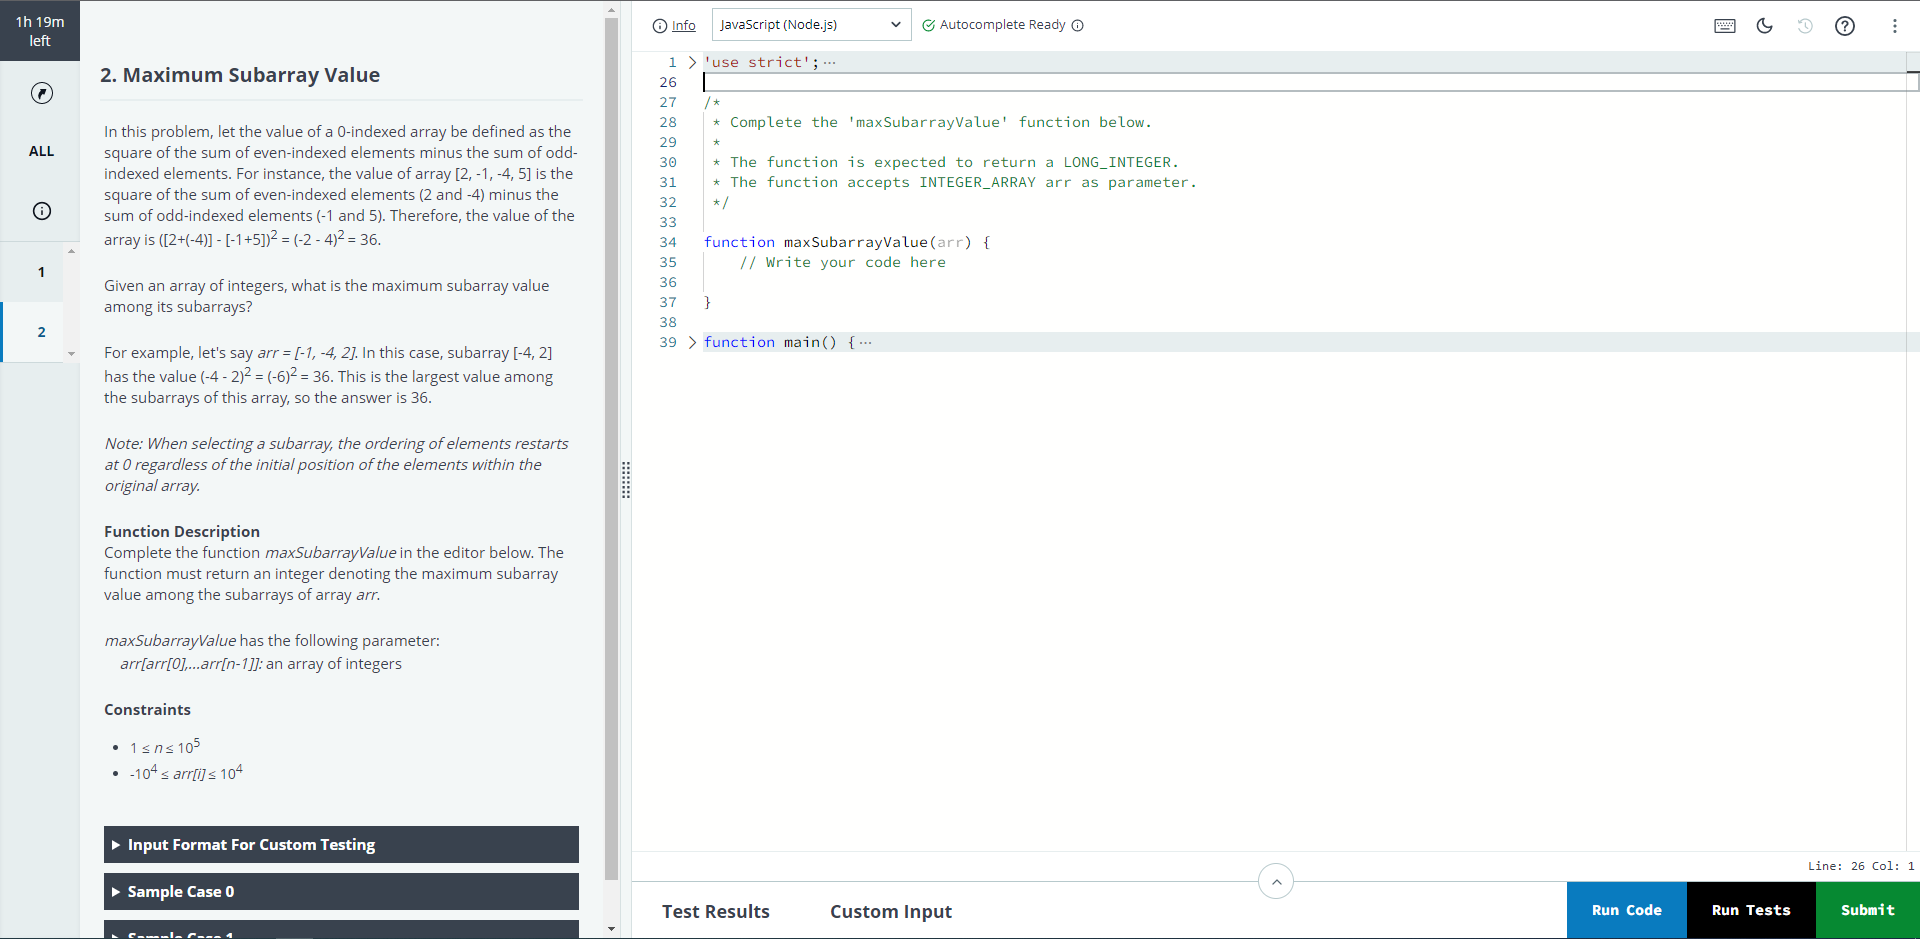 1h 19m
left
ALL
1
2
2. Maximum Subarray Value
In this problem, let the value of a 0-indexed array be defined as the
square of the sum of even-indexed elements minus the sum of odd-
indexed elements. For instance, the value of array [2, -1, -4, 5] is the
square of the sum of even-indexed elements (2 and -4) minus the
sum of odd-indexed elements (-1 and 5). Therefore, the value of the
array is ([2+(-4)] - [-1+5])2 = (-2 - 4)2 = 36.
Given an array of integers, what is the maximum subarray value
among its subarrays?
For example, let's say arr = [-1, -4, 2]. In this case, subarray [-4, 2]
has the value (-4 - 2)2 = (-6)2 = 36. This is the largest value among
the subarrays of this array, so the answer is 36.
Note: When selecting a subarray, the ordering of elements restarts
at 0 regardless of the initial position of the elements within the
original array.
Function Description
Complete the function maxSubarrayValue in the editor below. The
function must return an integer denoting the maximum subarray
value among the subarrays of array arr.
maxSubarrayValue has the following parameter:
arr[arr[0],...arr[n-1]]: an array of integers
Constraints
• 1 ≤ n ≤ 105
• -104 ≤ arr[i] ≤ 104
Input Format For Custom Testing
Sample Case 0
Sample Case 1
Info
JavaScript (Node.js)
Autocomplete Ready
1 'use strict'; ···
26
27 /*
28 * Complete the 'maxSubarrayValue' function below.
29 *
30 * The function is expected to return a LONG_INTEGER.
31 * The function accepts INTEGER_ARRAY arr as parameter.
32 */
33
34 function maxSubarrayValue(arr) {
35 // Write your code here
36
37 }
38
39 function main() { ···
Line: 26 Col: 1
Test Results
Custom Input
Run Code
Run Tests
Submit